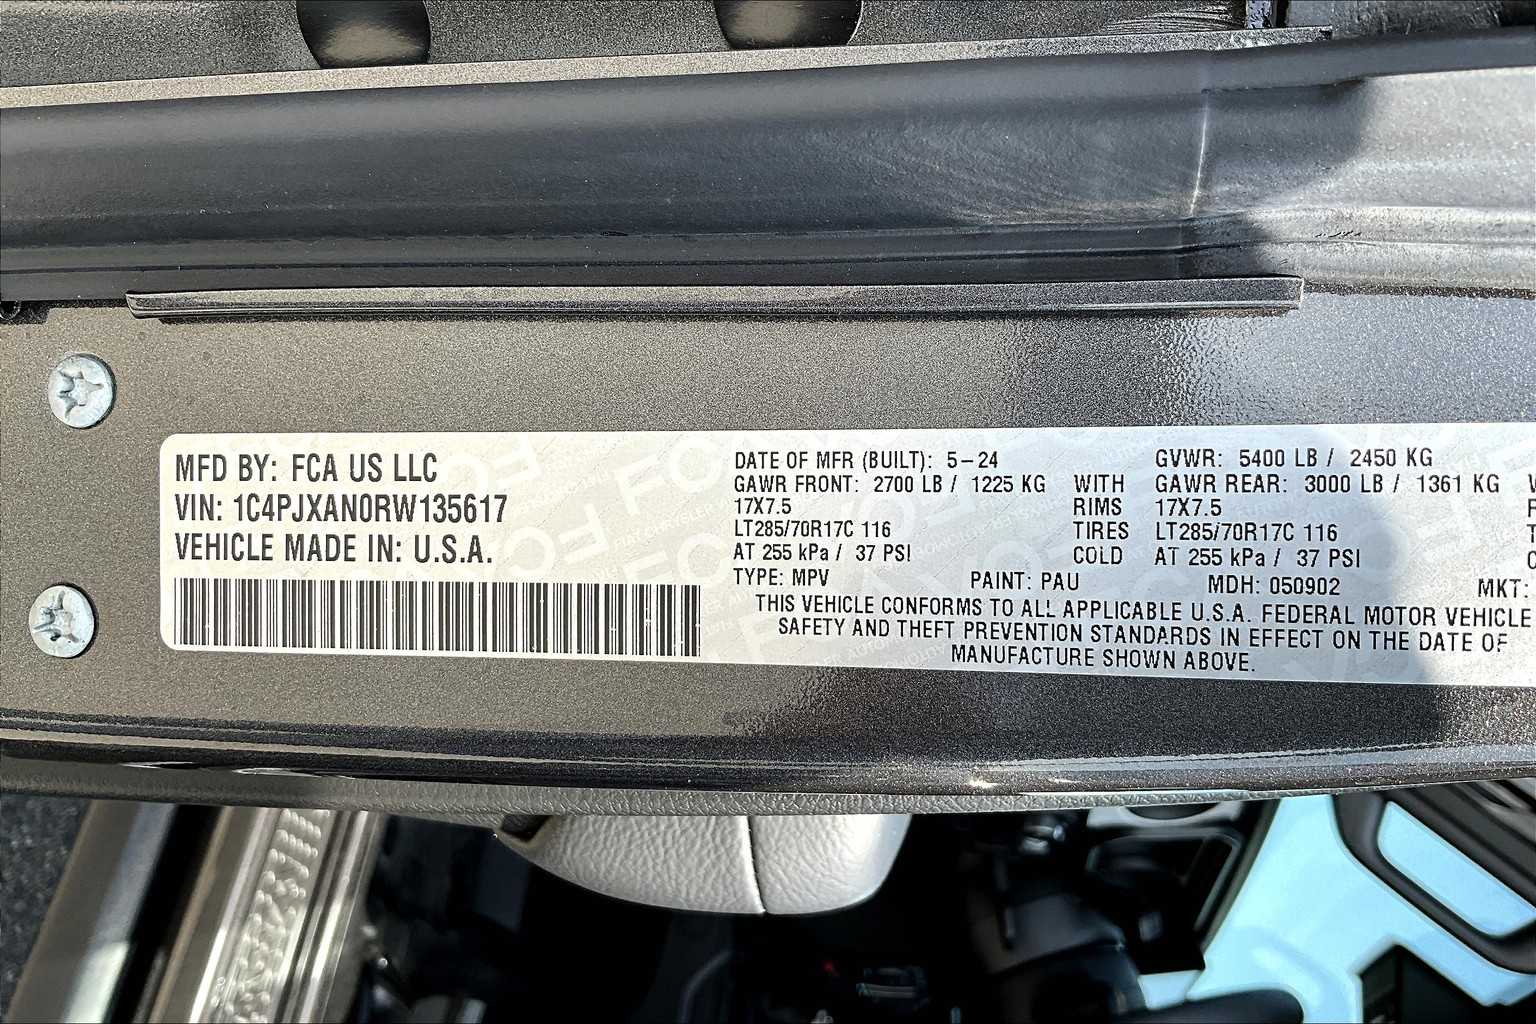 MFD BY: FCA US LLC
VIN: 1C4PJXAN0RW135617
VEHICLE MADE IN: U.S.A.
DATE OF MFR (BUILT): 5-24 GVWR: 5400 LB / 2450 KG
GAWR FRONT: 2700 LB / 1225 KG WITH GAWR REAR: 3000 LB / 1361 KG
17X7.5 RIMS 17X7.5
LT285/70R17C 116 TIRES LT285/70R17C 116
AT 255 kPa / 37 PSI COLD AT 255 kPa / 37 PSI
TYPE: MPV PAINT: PAU MDH: 050902 MKT:
THIS VEHICLE CONFORMS TO ALL APPLICABLE U.S.A. FEDERAL MOTOR VEHICLE
SAFETY AND THEFT PREVENTION STANDARDS IN EFFECT ON THE DATE OF
MANUFACTURE SHOWN ABOVE.